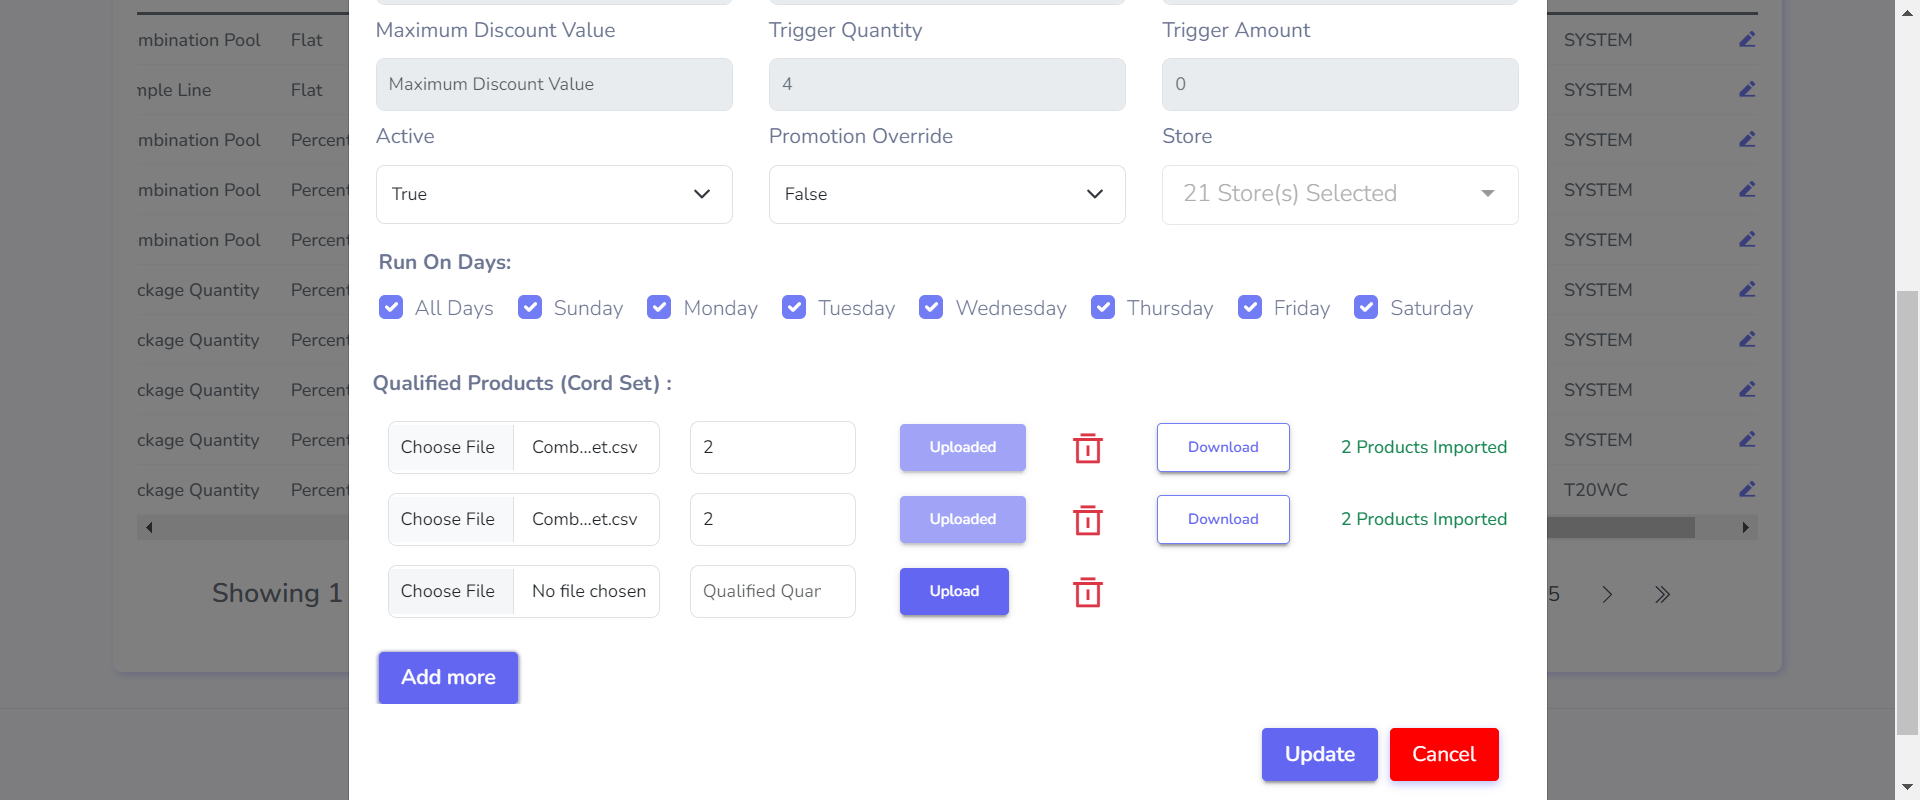 Maximum Discount Value
Trigger Quantity
Trigger Amount
Maximum Discount Value
4
0
Active
Promotion Override
Store
True
False
21 Store(s) Selected
Run On Days:
All Days Sunday Monday Tuesday Wednesday Thursday Friday Saturday
Qualified Products (Cord Set) :
Choose File Comb...et.csv 2 Uploaded Download 2 Products Imported
Choose File Comb...et.csv 2 Uploaded Download 2 Products Imported
Choose File No file chosen Qualified Quar Upload
Add more
Update Cancel
mbination Pool Flat SYSTEM
nple Line Flat SYSTEM
mbination Pool Percent SYSTEM
mbination Pool Percent SYSTEM
mbination Pool Percent SYSTEM
ckage Quantity Percent SYSTEM
ckage Quantity Percent SYSTEM
ckage Quantity Percent SYSTEM
ckage Quantity Percent SYSTEM
ckage Quantity Percent T20WC
Showing 1
5